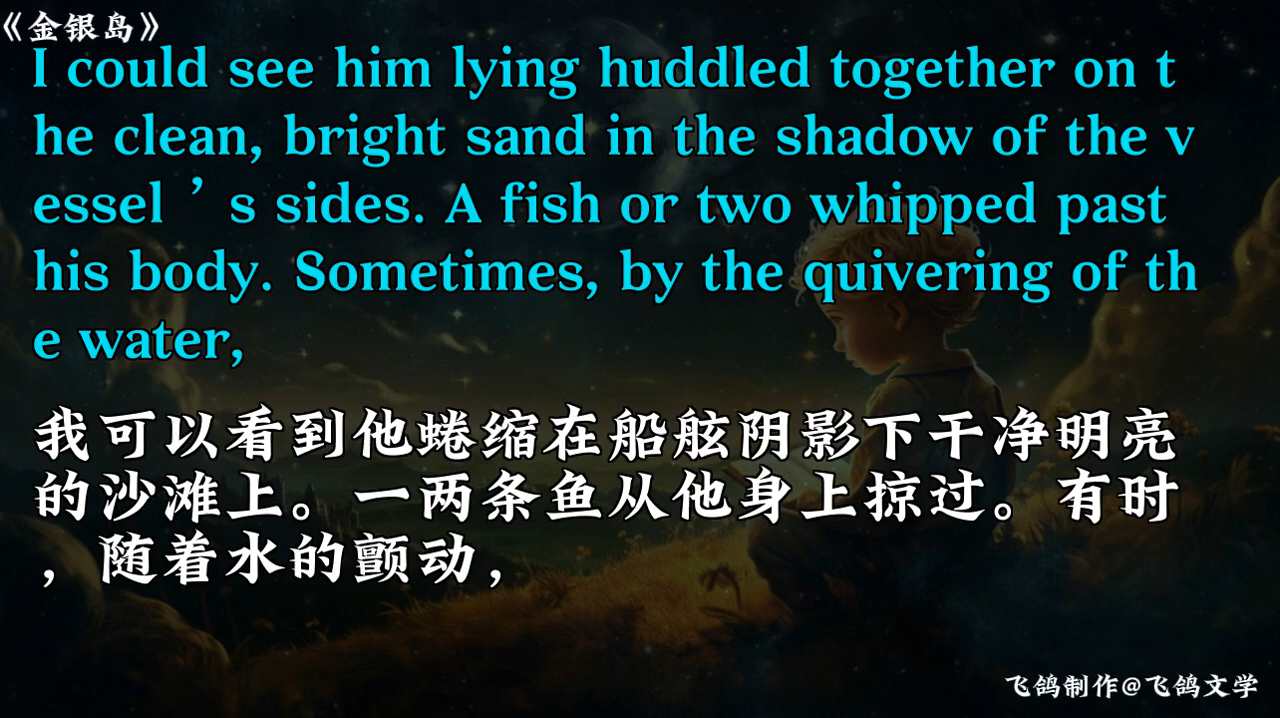 《金银岛》
I could see him lying huddled together on t
he clean, bright sand in the shadow of the v
essel ’ s sides. A fish or two whipped past
his body. Sometimes, by the quivering of th
e water,
我可以看到他蜷缩在船舷阴影下干净明亮
的沙滩上。一两条鱼从他身上掠过。有时
，随着水的颤动，
飞鸽制作@飞鸽文学